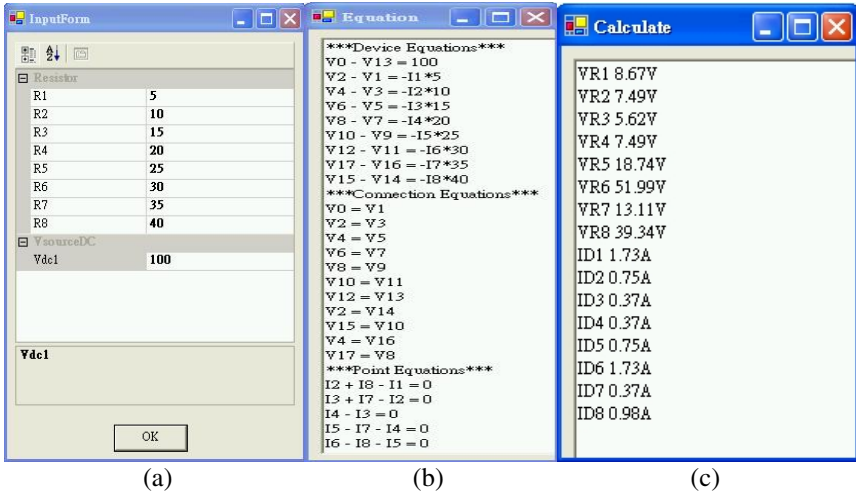 InputForm
Resistor
R1 5
R2 10
R3 15
R4 20
R5 25
R6 30
R7 35
R8 40
VsourceDC
Vdc1 100
Vdc1
OK
(a)
Equation
***Device Equations***
V0 - V13 = 100
V2 - V1 = -I1*5
V4 - V3 = -I2*10
V6 - V5 = -I3*15
V8 - V7 = -I4*20
V10 - V9 = -I5*25
V12 - V11 = -I6*30
V17 - V16 = -I7*35
V15 - V14 = -I8*40
***Connection Equations***
V0 = V1
V2 = V3
V4 = V5
V6 = V7
V8 = V9
V10 = V11
V12 = V13
V2 = V14
V15 = V10
V4 = V16
V17 = V8
***Point Equations***
I2 + I8 - I1 = 0
I3 + I7 - I2 = 0
I4 - I3 = 0
I5 - I7 - I4 = 0
I6 - I8 - I5 = 0
(b)
Calculate
VR1 8.67V
VR2 7.49V
VR3 5.62V
VR4 7.49V
VR5 18.74V
VR6 51.99V
VR7 13.11V
VR8 39.34V
ID1 1.73A
ID2 0.75A
ID3 0.37A
ID4 0.37A
ID5 0.75A
ID6 1.73A
ID7 0.37A
ID8 0.98A
(c)